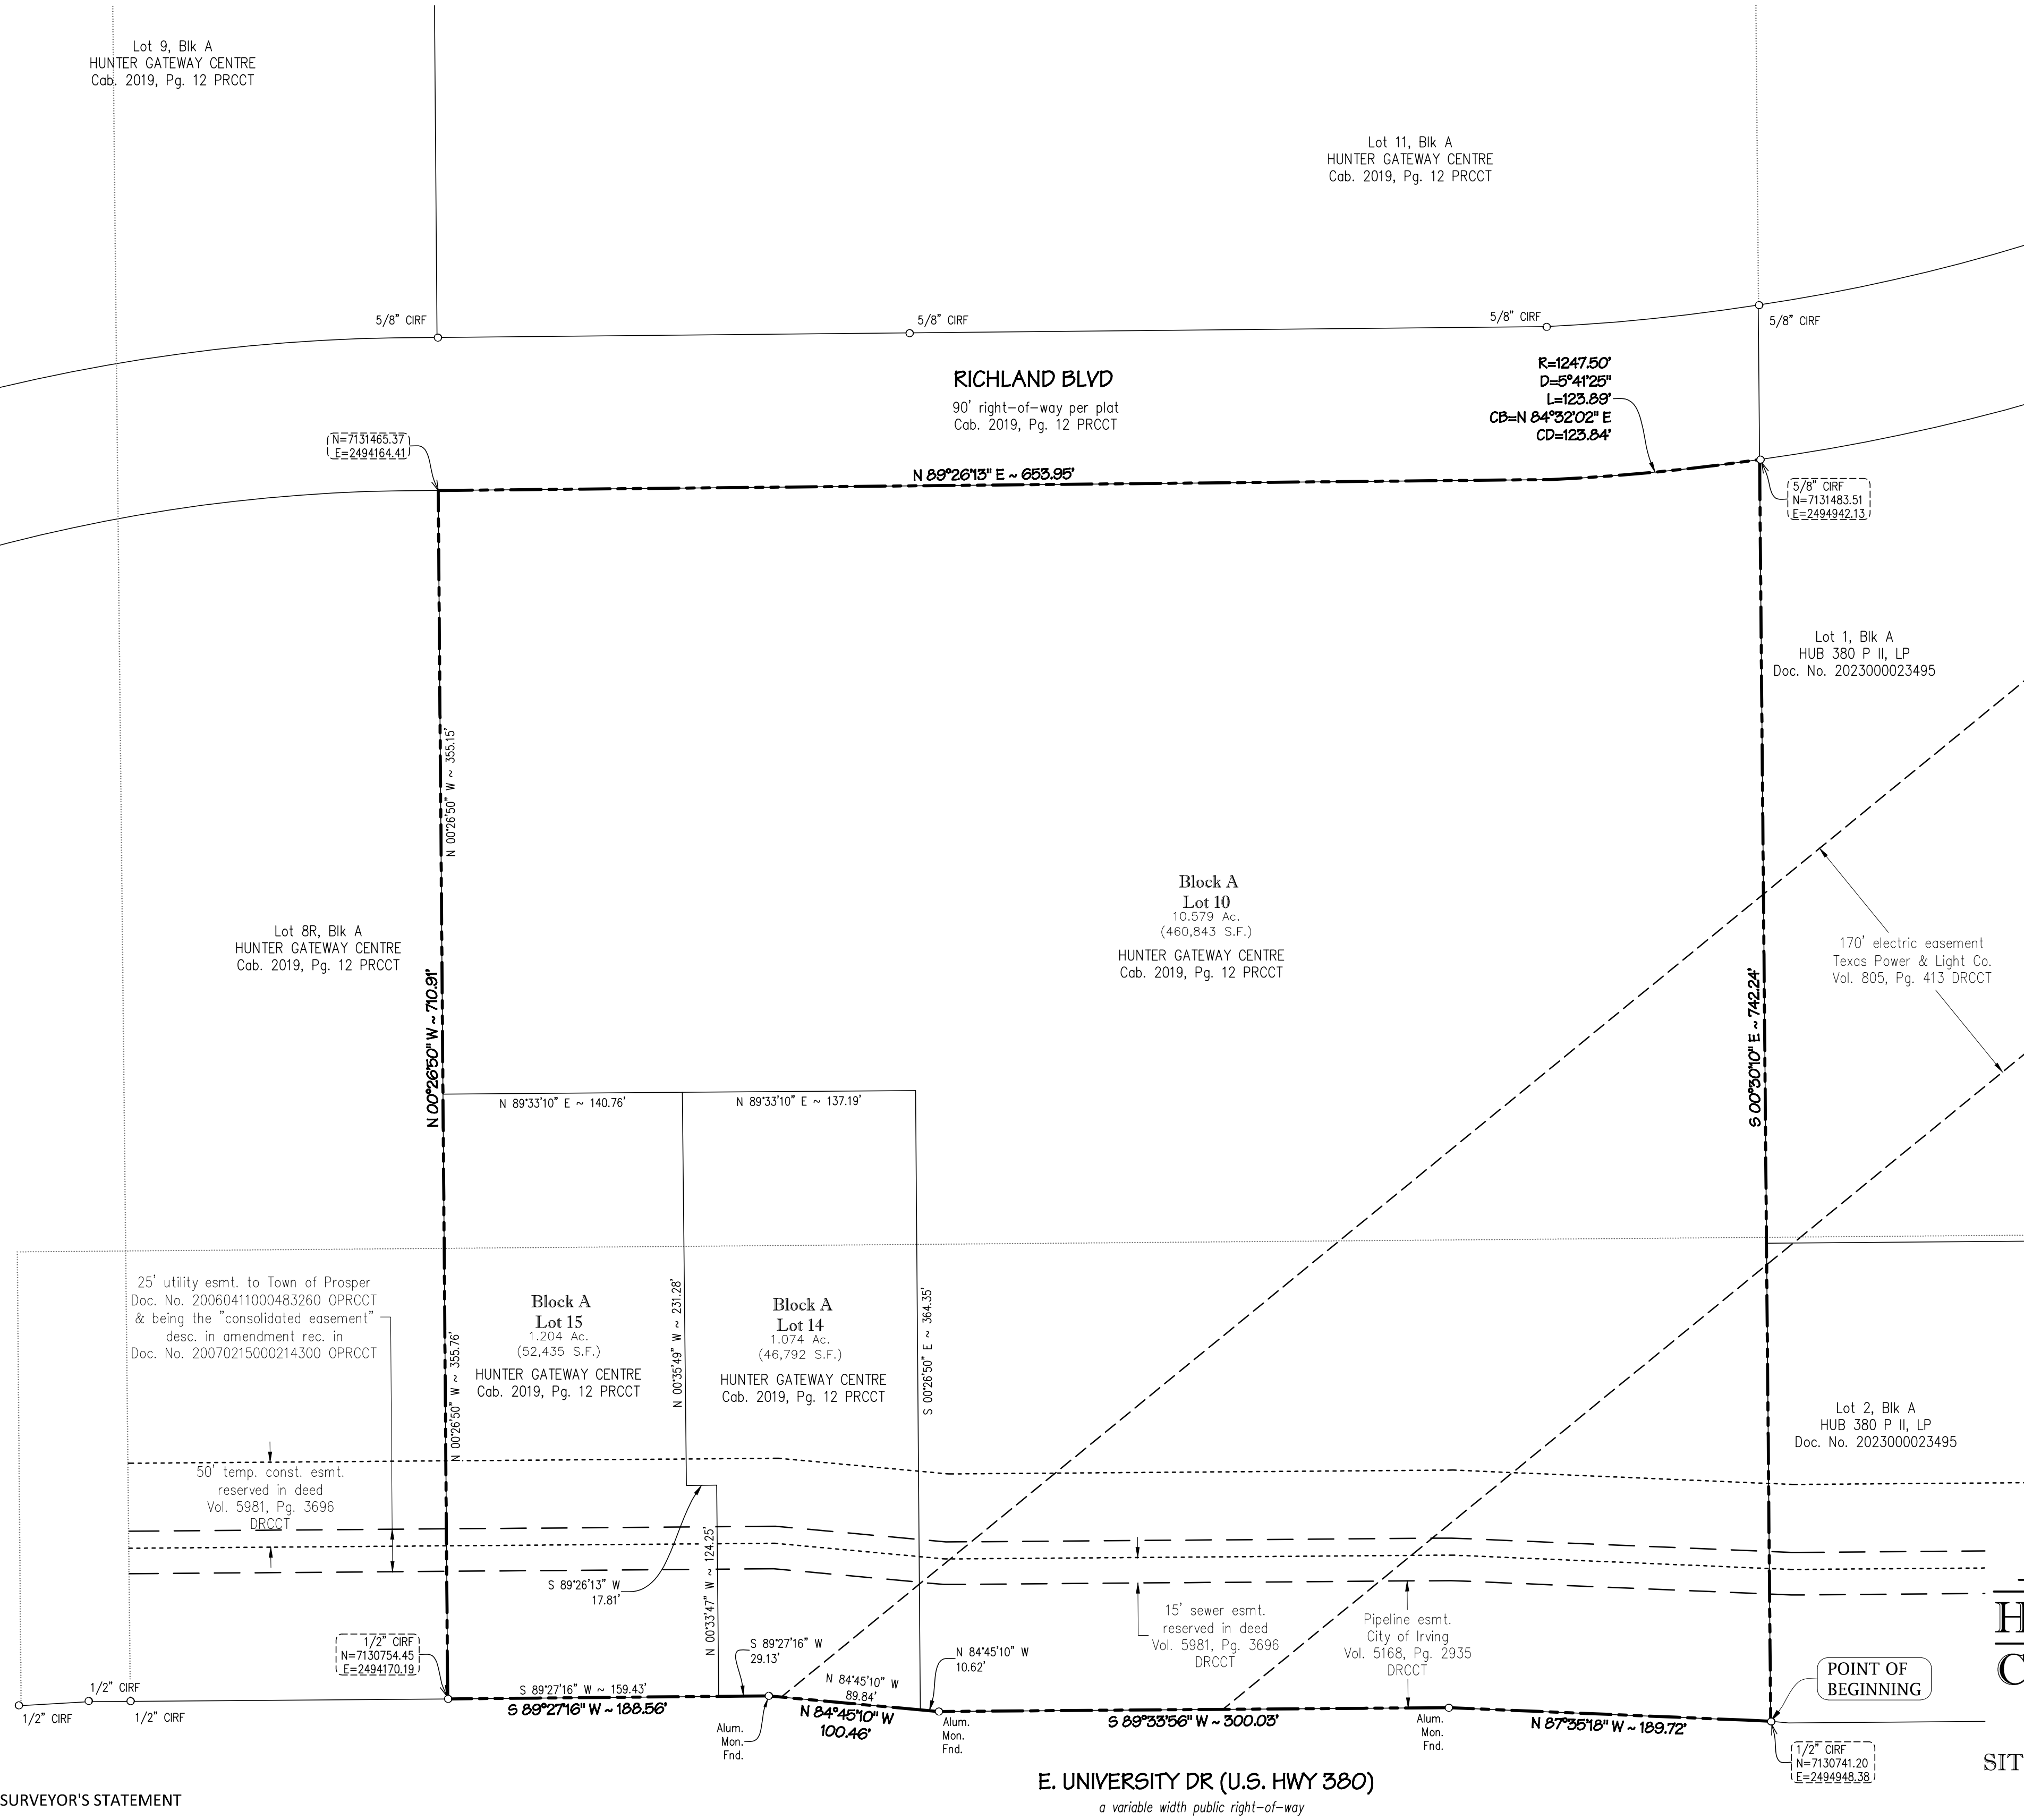 Lot 9, Blk A
HUNTER GATEWAY CENTRE
Cab. 2019, Pg. 12 PRCCT
Lot 11, Blk A
HUNTER GATEWAY CENTRE
Cab. 2019, Pg. 12 PRCCT
5/8" CIRF
5/8" CIRF
5/8" CIRF
5/8" CIRF
RICHLAND BLVD
90' right-of-way per plat
Cab. 2019, Pg. 12 PRCCT
R=1247.50'
D=5°41'25"
L=123.89'
CB=N 84°32'02" E
CD=123.84'
N=7131465.37
E=2494164.41
N 89°26'13" E ~ 653.95'
5/8" CIRF
N=7131483.51
E=2494942.13
Lot 1, Blk A
HUB 380 P II, LP
Doc. No. 2023000023495
N 00°26'50" W ~ 355.15'
Block A
Lot 10
10.579 Ac.
(460,843 S.F.)
HUNTER GATEWAY CENTRE
Cab. 2019, Pg. 12 PRCCT
Lot 8R, Blk A
HUNTER GATEWAY CENTRE
Cab. 2019, Pg. 12 PRCCT
170' electric easement
Texas Power & Light Co.
Vol. 805, Pg. 413 DRCCT
N 00°26'50" W ~ 710.91'
S 00°30'10" E ~ 742.24'
N 89°33'10" E ~ 140.76'
N 89°33'10" E ~ 137.19'
25' utility esmt. to Town of Prosper
Doc. No. 20060411000483260 OPRCCT
& being the "consolidated easement"
desc. in amendment rec. in
Doc. No. 20070215000214300 OPRCCT
N 00°26'50" W ~ 355.76'
Block A
Lot 15
1.204 Ac.
(52,435 S.F.)
HUNTER GATEWAY CENTRE
Cab. 2019, Pg. 12 PRCCT
N 00°35'49" W ~ 231.28'
Block A
Lot 14
1.074 Ac.
(46,792 S.F.)
HUNTER GATEWAY CENTRE
Cab. 2019, Pg. 12 PRCCT
S 00°26'50" E ~ 364.35'
Lot 2, Blk A
HUB 380 P II, LP
Doc. No. 2023000023495
50' temp. const. esmt.
reserved in deed
Vol. 5981, Pg. 3696
DRCCT
S 89°26'13" W
17.81'
N 00°33'47" W ~ 124.25'
15' sewer esmt.
reserved in deed
Vol. 5981, Pg. 3696
DRCCT
Pipeline esmt.
City of Irving
Vol. 5168, Pg. 2935
DRCCT
1/2" CIRF
N=7130754.45
E=2494170.19
S 89°27'16" W
29.13'
N 84°45'10" W
10.62'
N 84°45'10" W
89.84'
POINT OF
BEGINNING
1/2" CIRF
1/2" CIRF
1/2" CIRF
S 89°27'16" W ~ 159.43'
S 89°27'16" W ~ 188.56'
N 84°45'10" W
100.46'
S 89°33'56" W ~ 300.03'
N 87°35'18" W ~ 189.72'
Alum.
Mon.
Fnd.
Alum.
Mon.
Fnd.
Alum.
Mon.
Fnd.
1/2" CIRF
N=7130741.20
E=2494948.38
H
C
SIT
E. UNIVERSITY DR (U.S. HWY 380)
a variable width public right-of-way
SURVEYOR'S STATEMENT